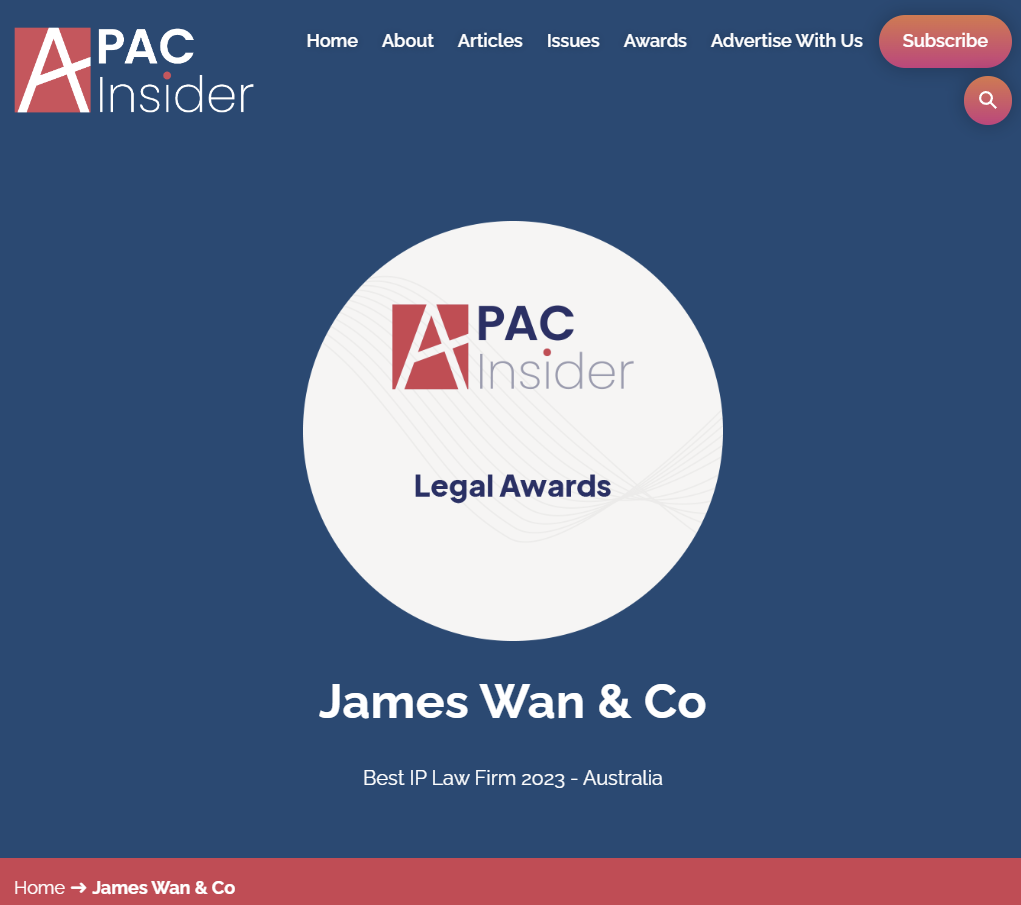 APAC
Insider
Home About Articles Issues Awards Advertise With Us Subscribe
APAC
Insider
Legal Awards
James Wan & Co
Best IP Law Firm 2023 - Australia
Home ➜ James Wan & Co